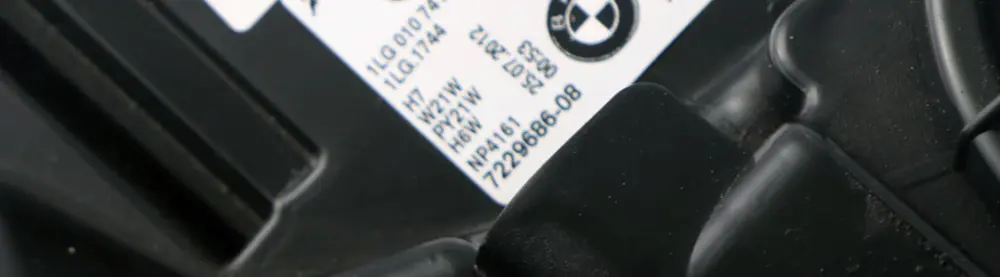 1LG 010 74
1LG.1744
H7
W21W
PY21W
H6W
25.07.2012
00:53
NP4161
7229686-08
B